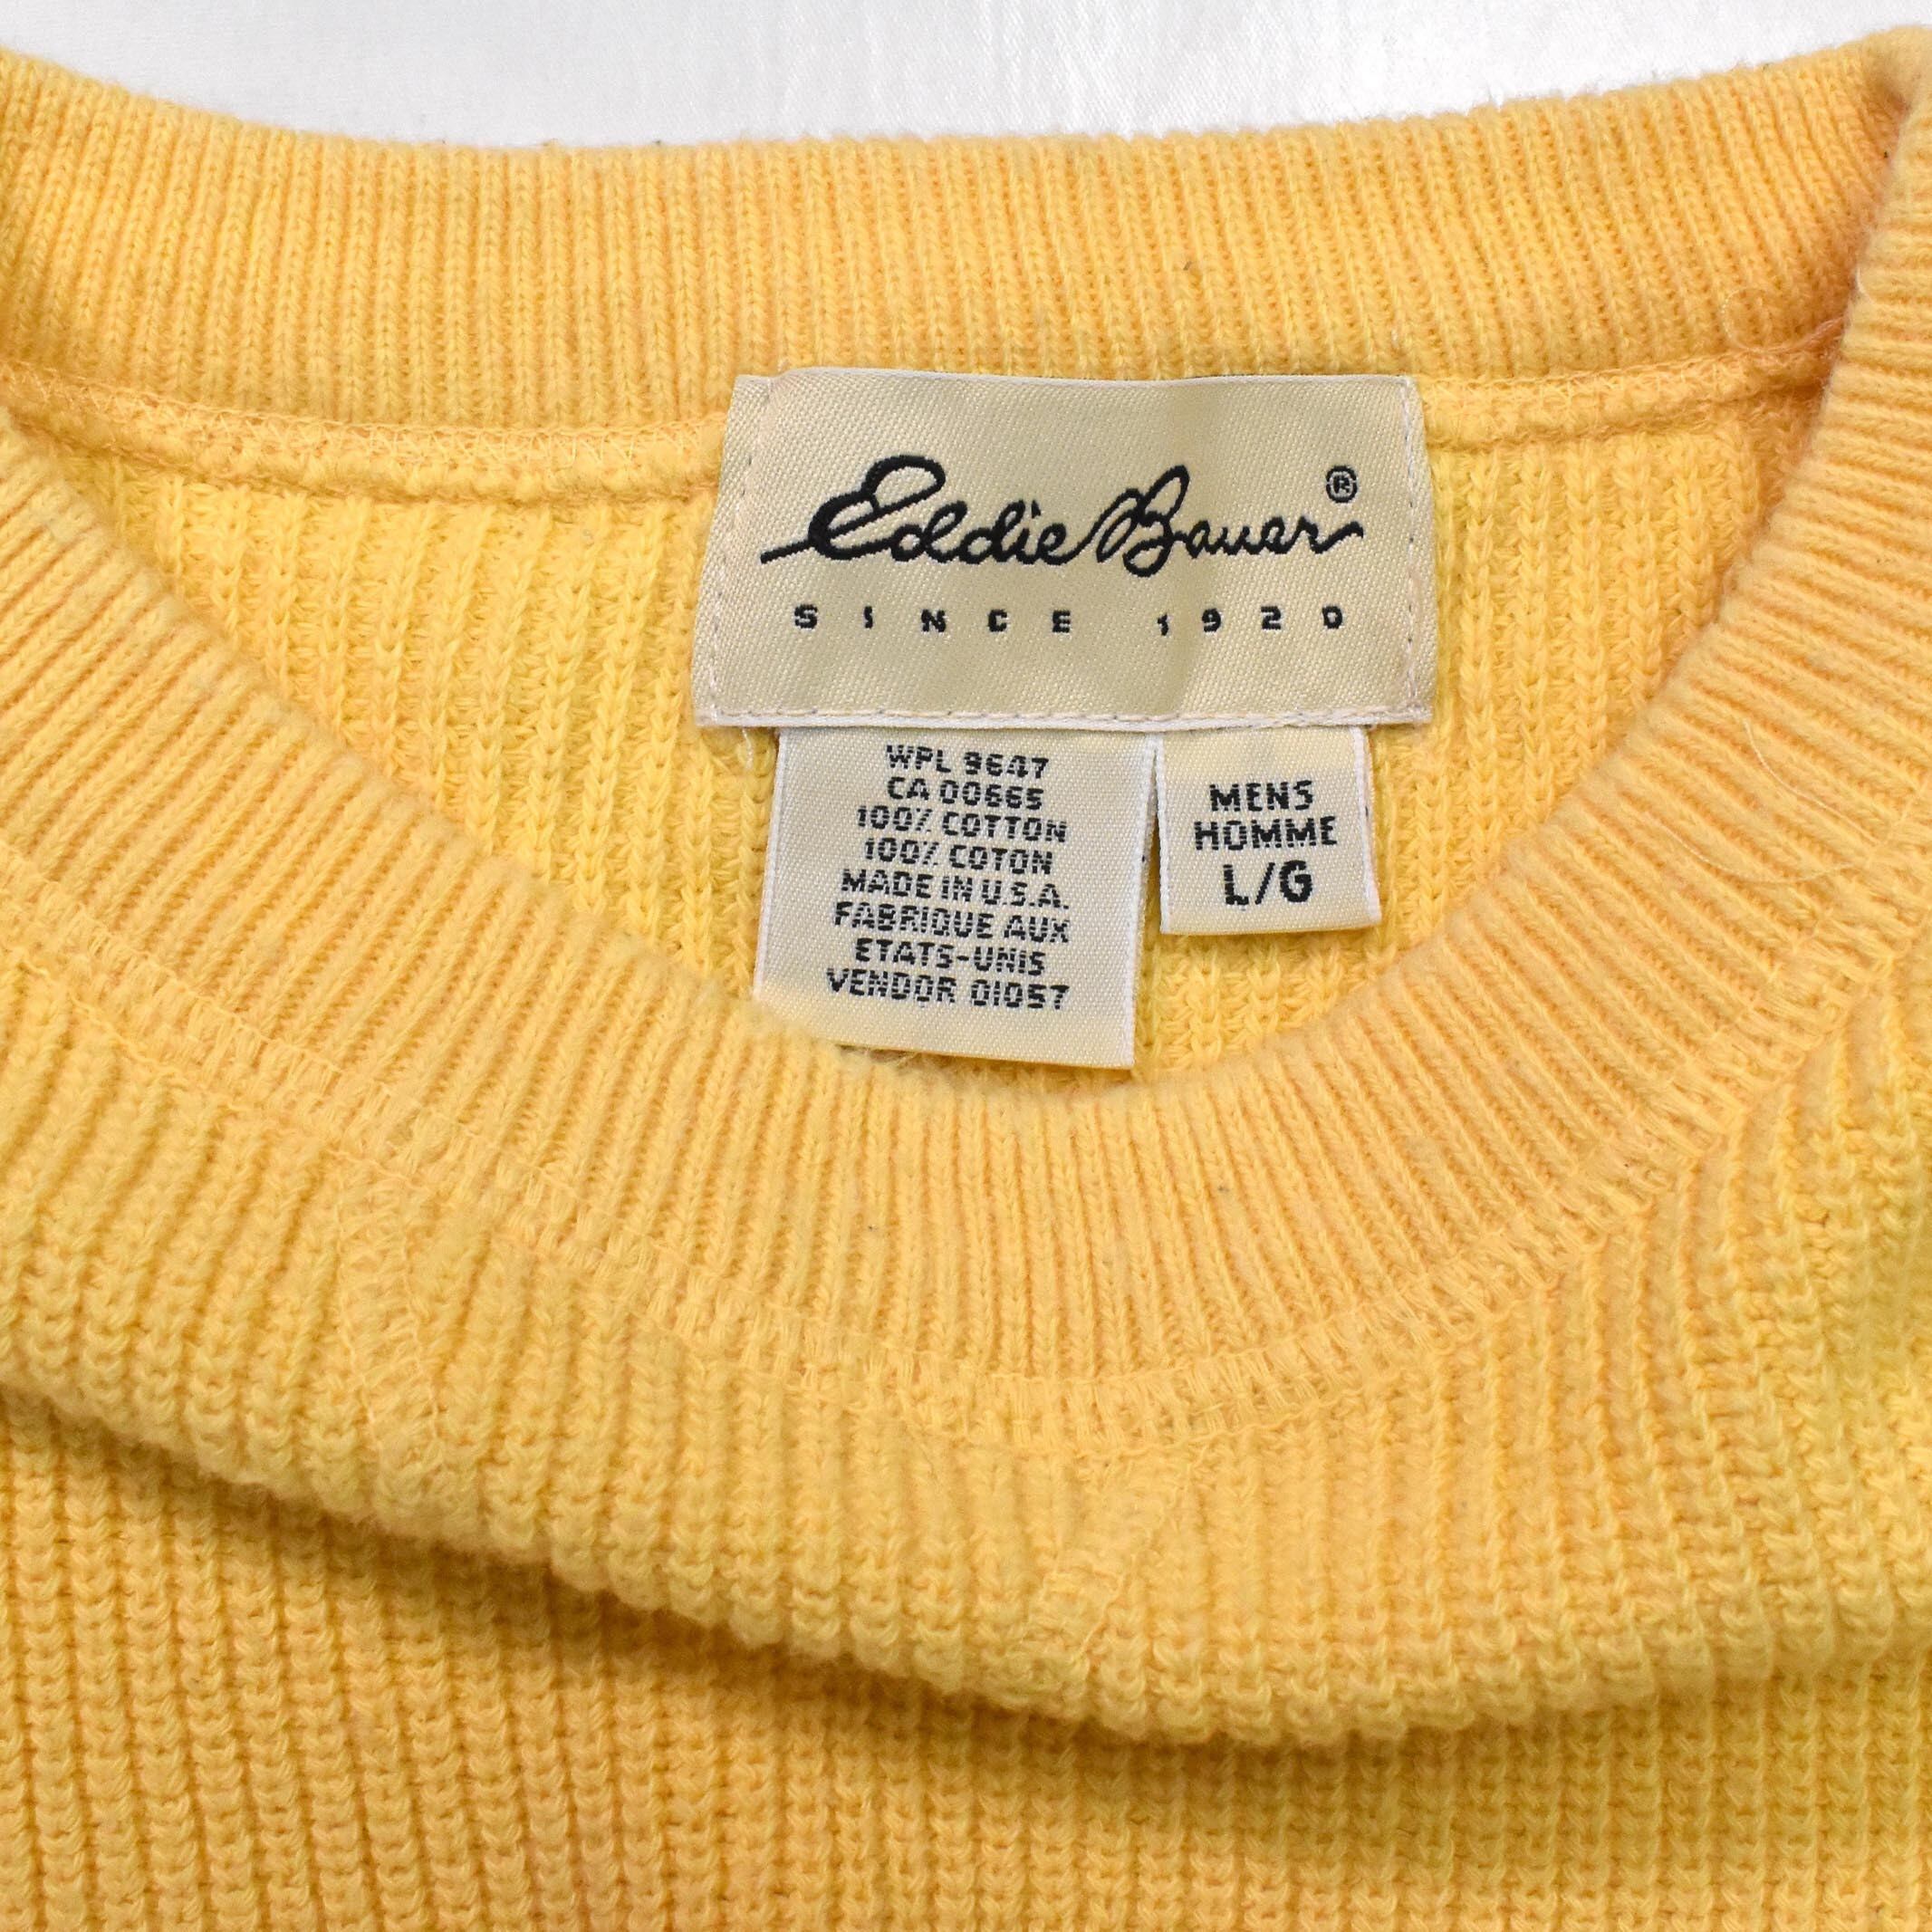 Eddie Bauer®
SINCE 1920
WPL 9647
CA 00665
100% COTTON
100% COTON
MADE IN U.S.A.
FABRIQUE AUX
ETATS-UNIS
VENDOR 01057
MENS
HOMME
L/G